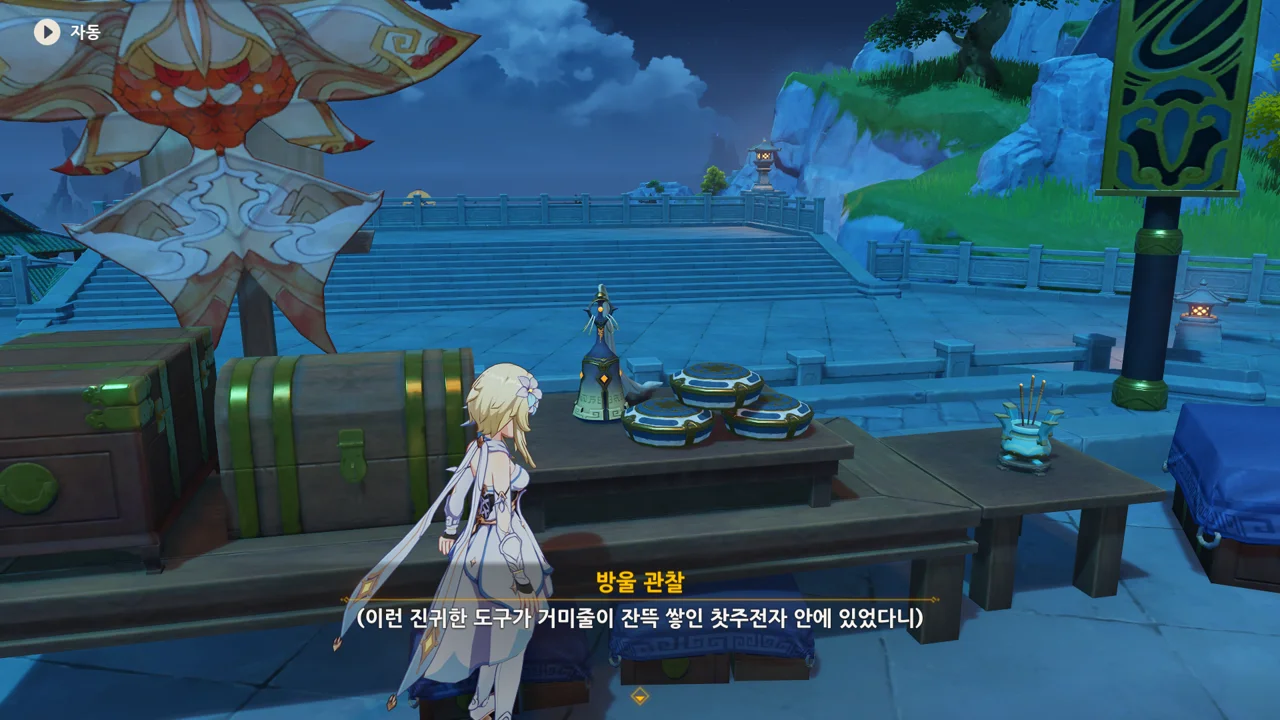 자동
방울 관찰
(이런 진귀한 도구가 거미줄이 잔뜩 쌓인 찻주전자 안에 있었다니)